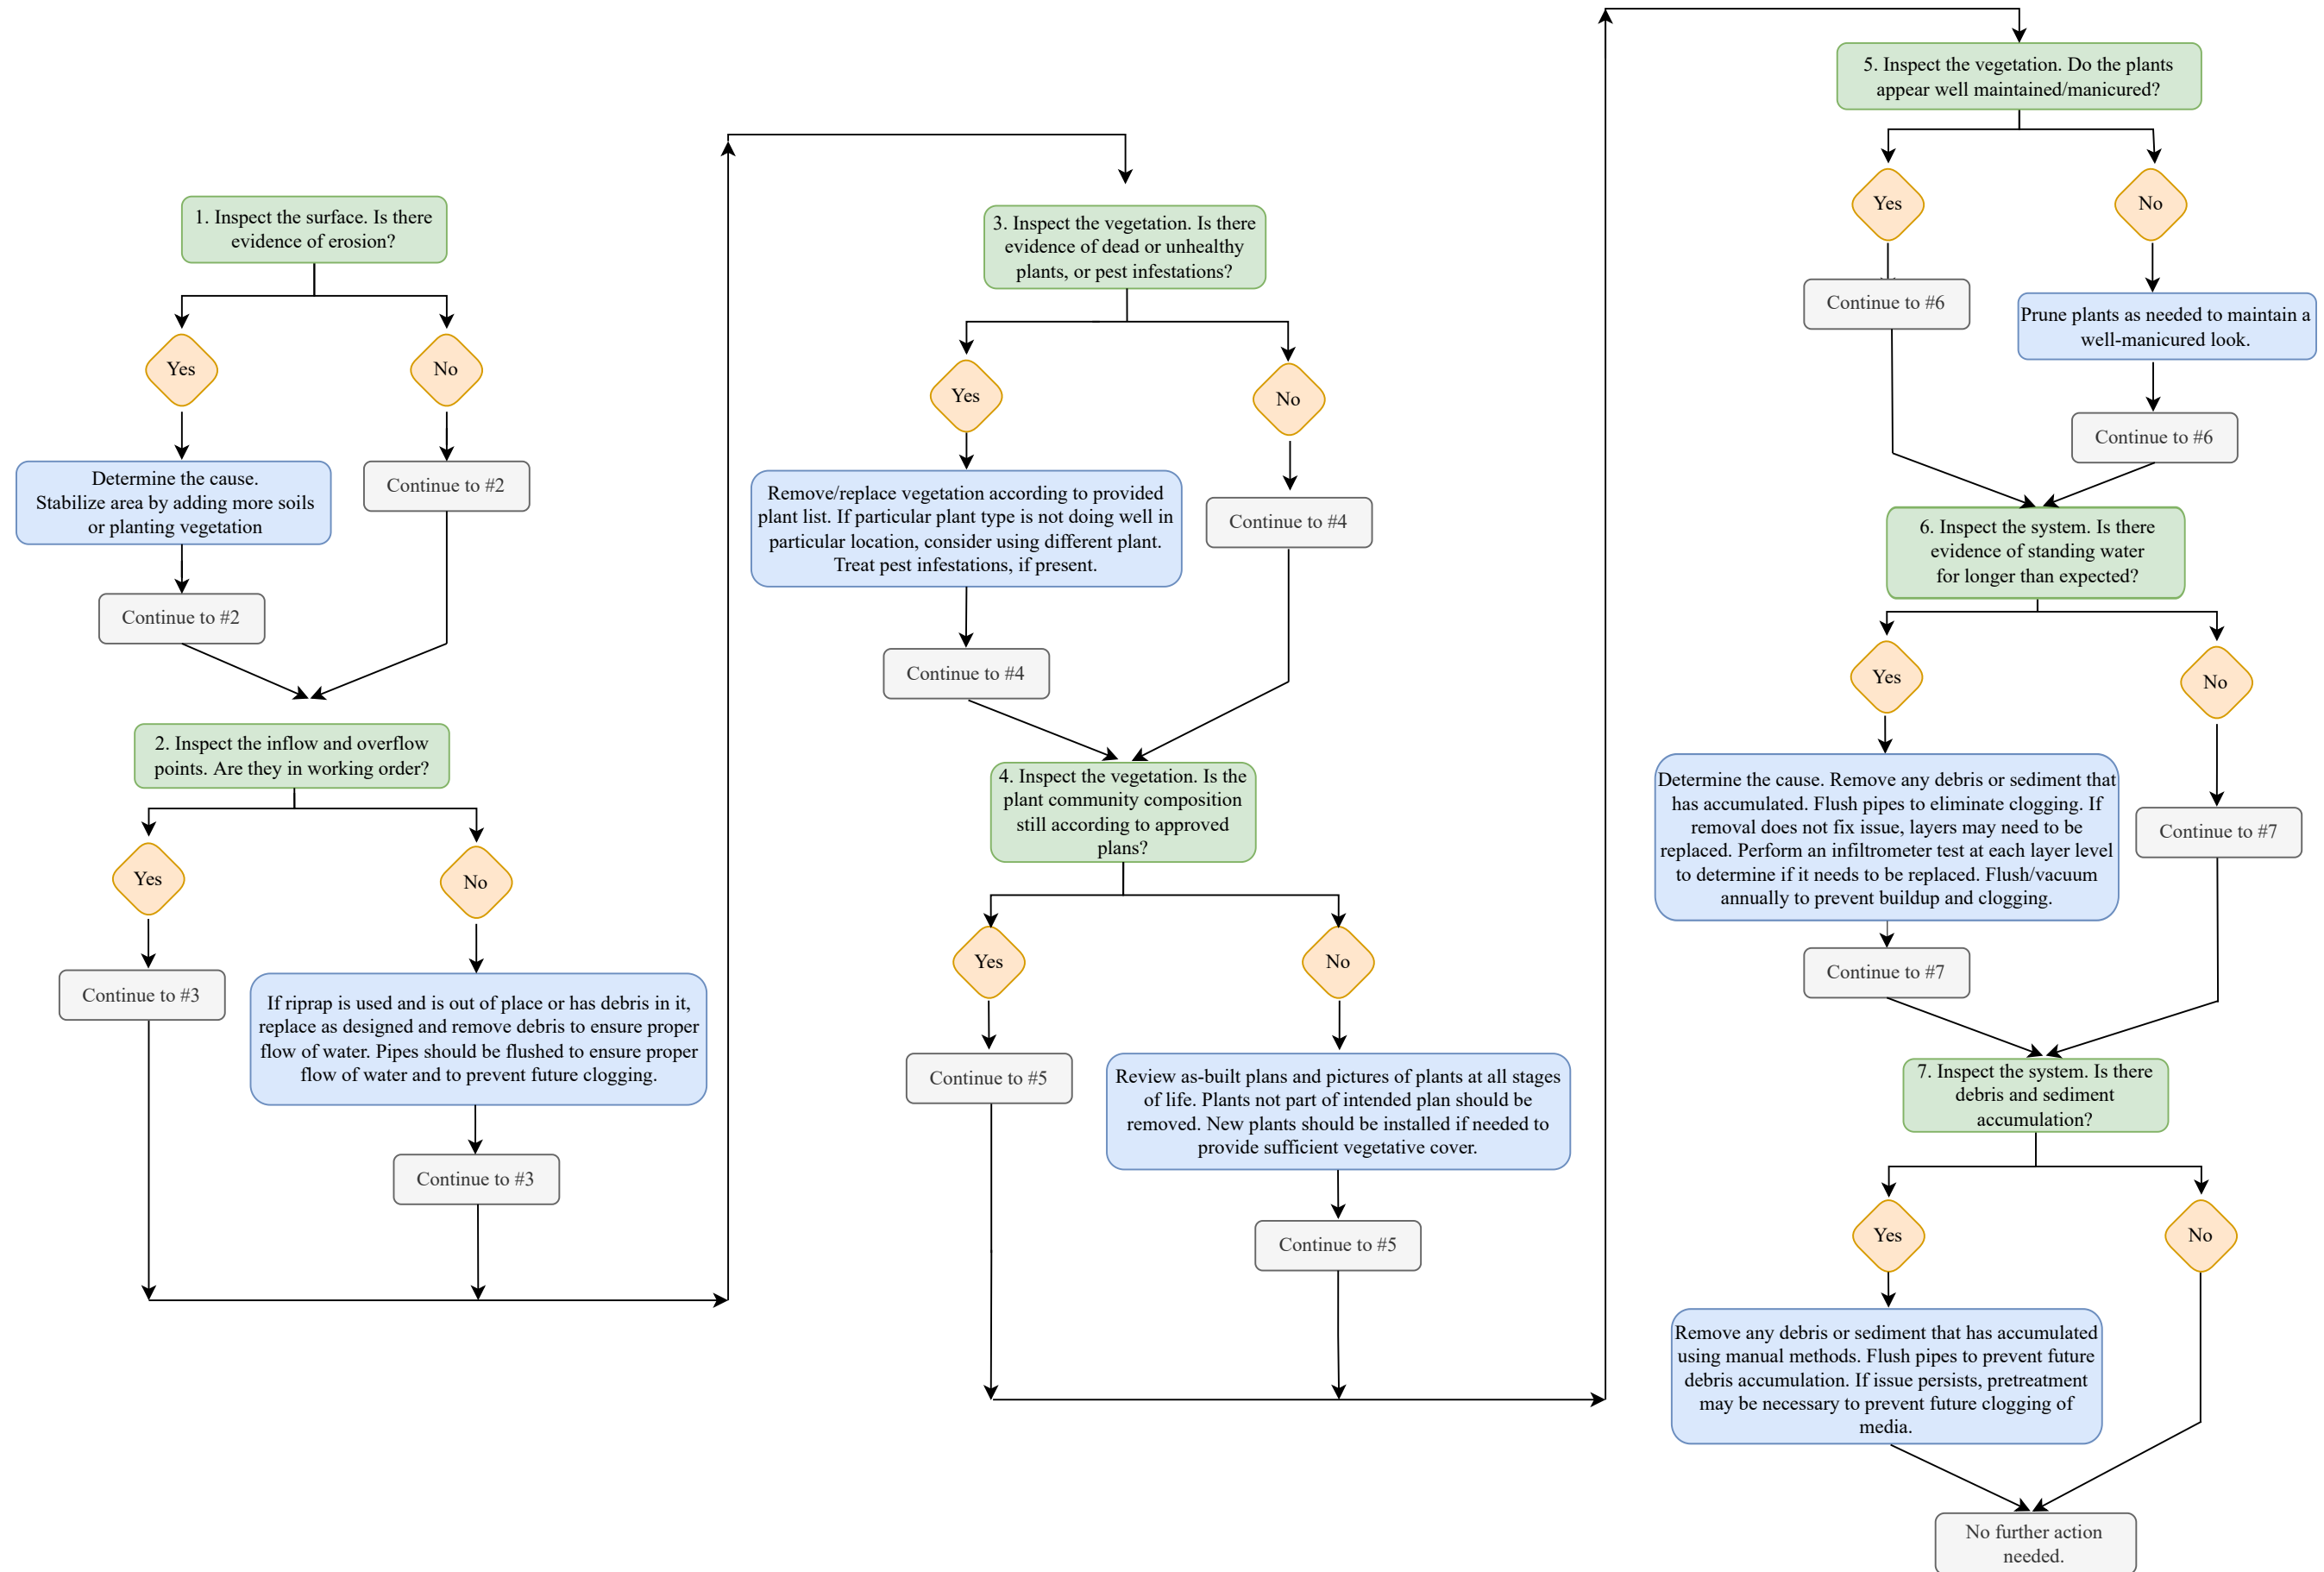 1. Inspect the surface. Is there
evidence of erosion?
Yes
No
Determine the cause.
Stabilize area by adding more soils
or planting vegetation
Continue to #2
Continue to #2
2. Inspect the inflow and overflow
points. Are they in working order?
Yes
No
Continue to #3
If riprap is used and is out of place or has debris in it,
replace as designed and remove debris to ensure proper
flow of water. Pipes should be flushed to ensure proper
flow of water and to prevent future clogging.
Continue to #3
3. Inspect the vegetation. Is there
evidence of dead or unhealthy
plants, or pest infestations?
Yes
No
Remove/replace vegetation according to provided
plant list. If particular plant type is not doing well in
particular location, consider using different plant.
Treat pest infestations, if present.
Continue to #4
Continue to #4
4. Inspect the vegetation. Is the
plant community composition
still according to approved
plans?
Yes
No
Continue to #5
Review as-built plans and pictures of plants at all stages
of life. Plants not part of intended plan should be
removed. New plants should be installed if needed to
provide sufficient vegetative cover.
Continue to #5
5. Inspect the vegetation. Do the plants
appear well maintained/manicured?
Yes
No
Continue to #6
Prune plants as needed to maintain a
well-manicured look.
Continue to #6
6. Inspect the system. Is there
evidence of standing water
for longer than expected?
Yes
No
Determine the cause. Remove any debris or sediment that
has accumulated. Flush pipes to eliminate clogging. If
removal does not fix issue, layers may need to be
replaced. Perform an infiltrometer test at each layer level
to determine if it needs to be replaced. Flush/vacuum
annually to prevent buildup and clogging.
Continue to #7
Continue to #7
7. Inspect the system. Is there
debris and sediment
accumulation?
Yes
No
Remove any debris or sediment that has accumulated
using manual methods. Flush pipes to prevent future
debris accumulation. If issue persists, pretreatment
may be necessary to prevent future clogging of
media.
No further action
needed.